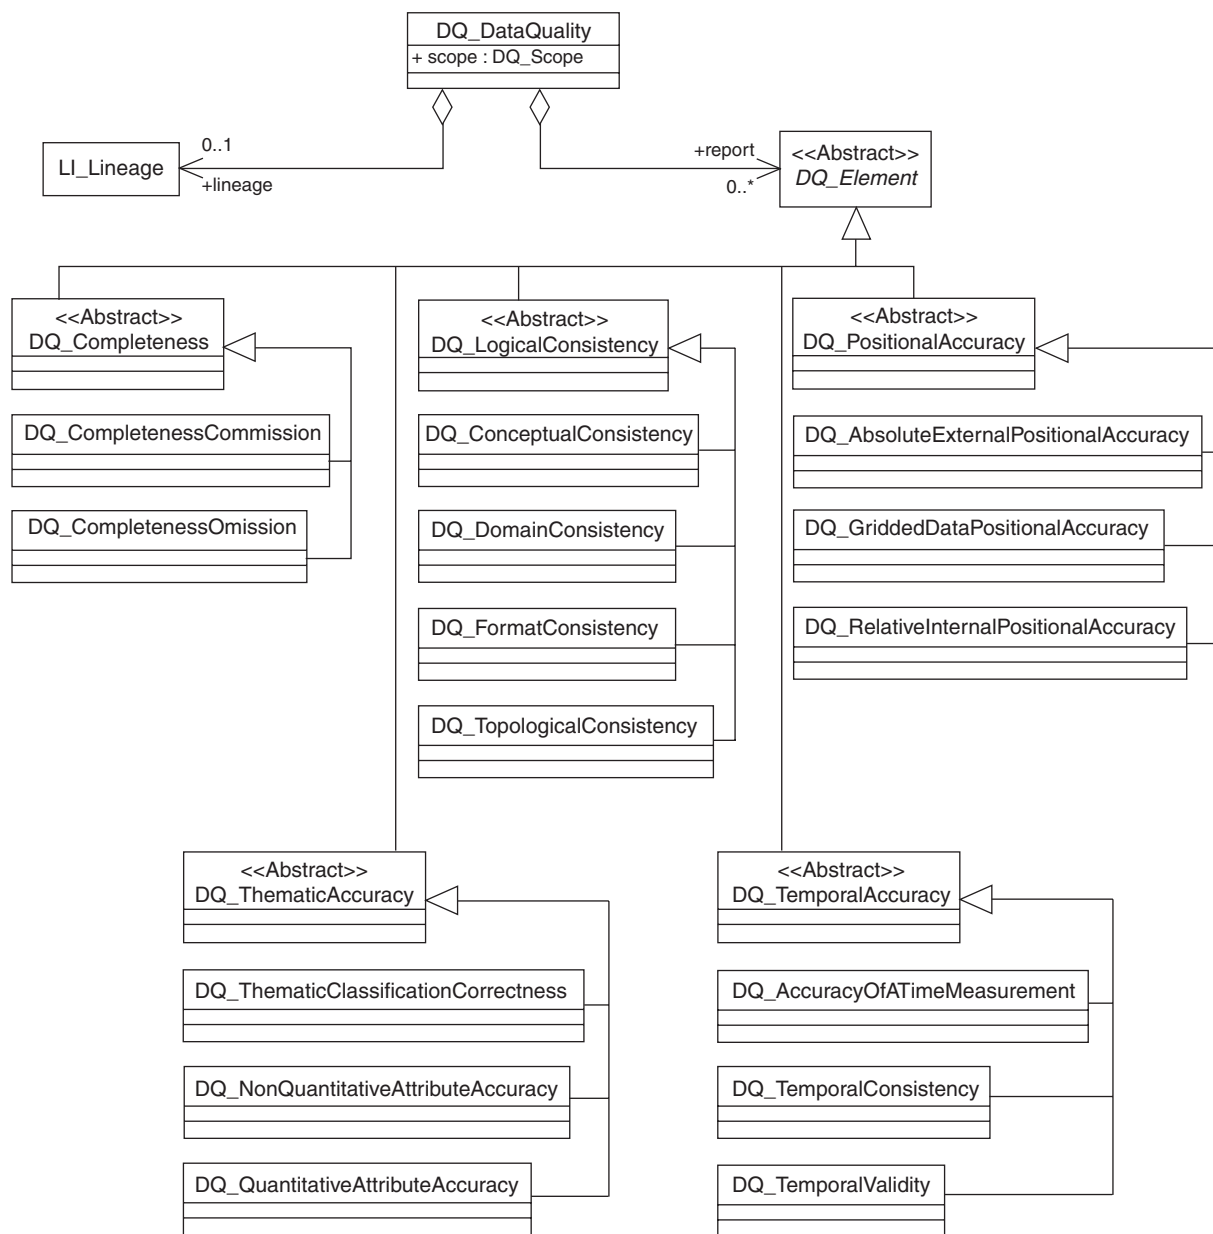 DQ_DataQuality
+ scope : DQ_Scope
0..1
LI_Lineage
+lineage
+report
0..*
<<Abstract>>
DQ_Element
<<Abstract>>
DQ_Completeness
<<Abstract>>
DQ_LogicalConsistency
<<Abstract>>
DQ_PositionalAccuracy
DQ_CompletenessCommission
DQ_ConceptualConsistency
DQ_AbsoluteExternalPositionalAccuracy
DQ_CompletenessOmission
DQ_DomainConsistency
DQ_GriddedDataPositionalAccuracy
DQ_FormatConsistency
DQ_RelativeInternalPositionalAccuracy
DQ_TopologicalConsistency
<<Abstract>>
DQ_ThematicAccuracy
<<Abstract>>
DQ_TemporalAccuracy
DQ_ThematicClassificationCorrectness
DQ_AccuracyOfATimeMeasurement
DQ_NonQuantitativeAttributeAccuracy
DQ_TemporalConsistency
DQ_QuantitativeAttributeAccuracy
DQ_TemporalValidity